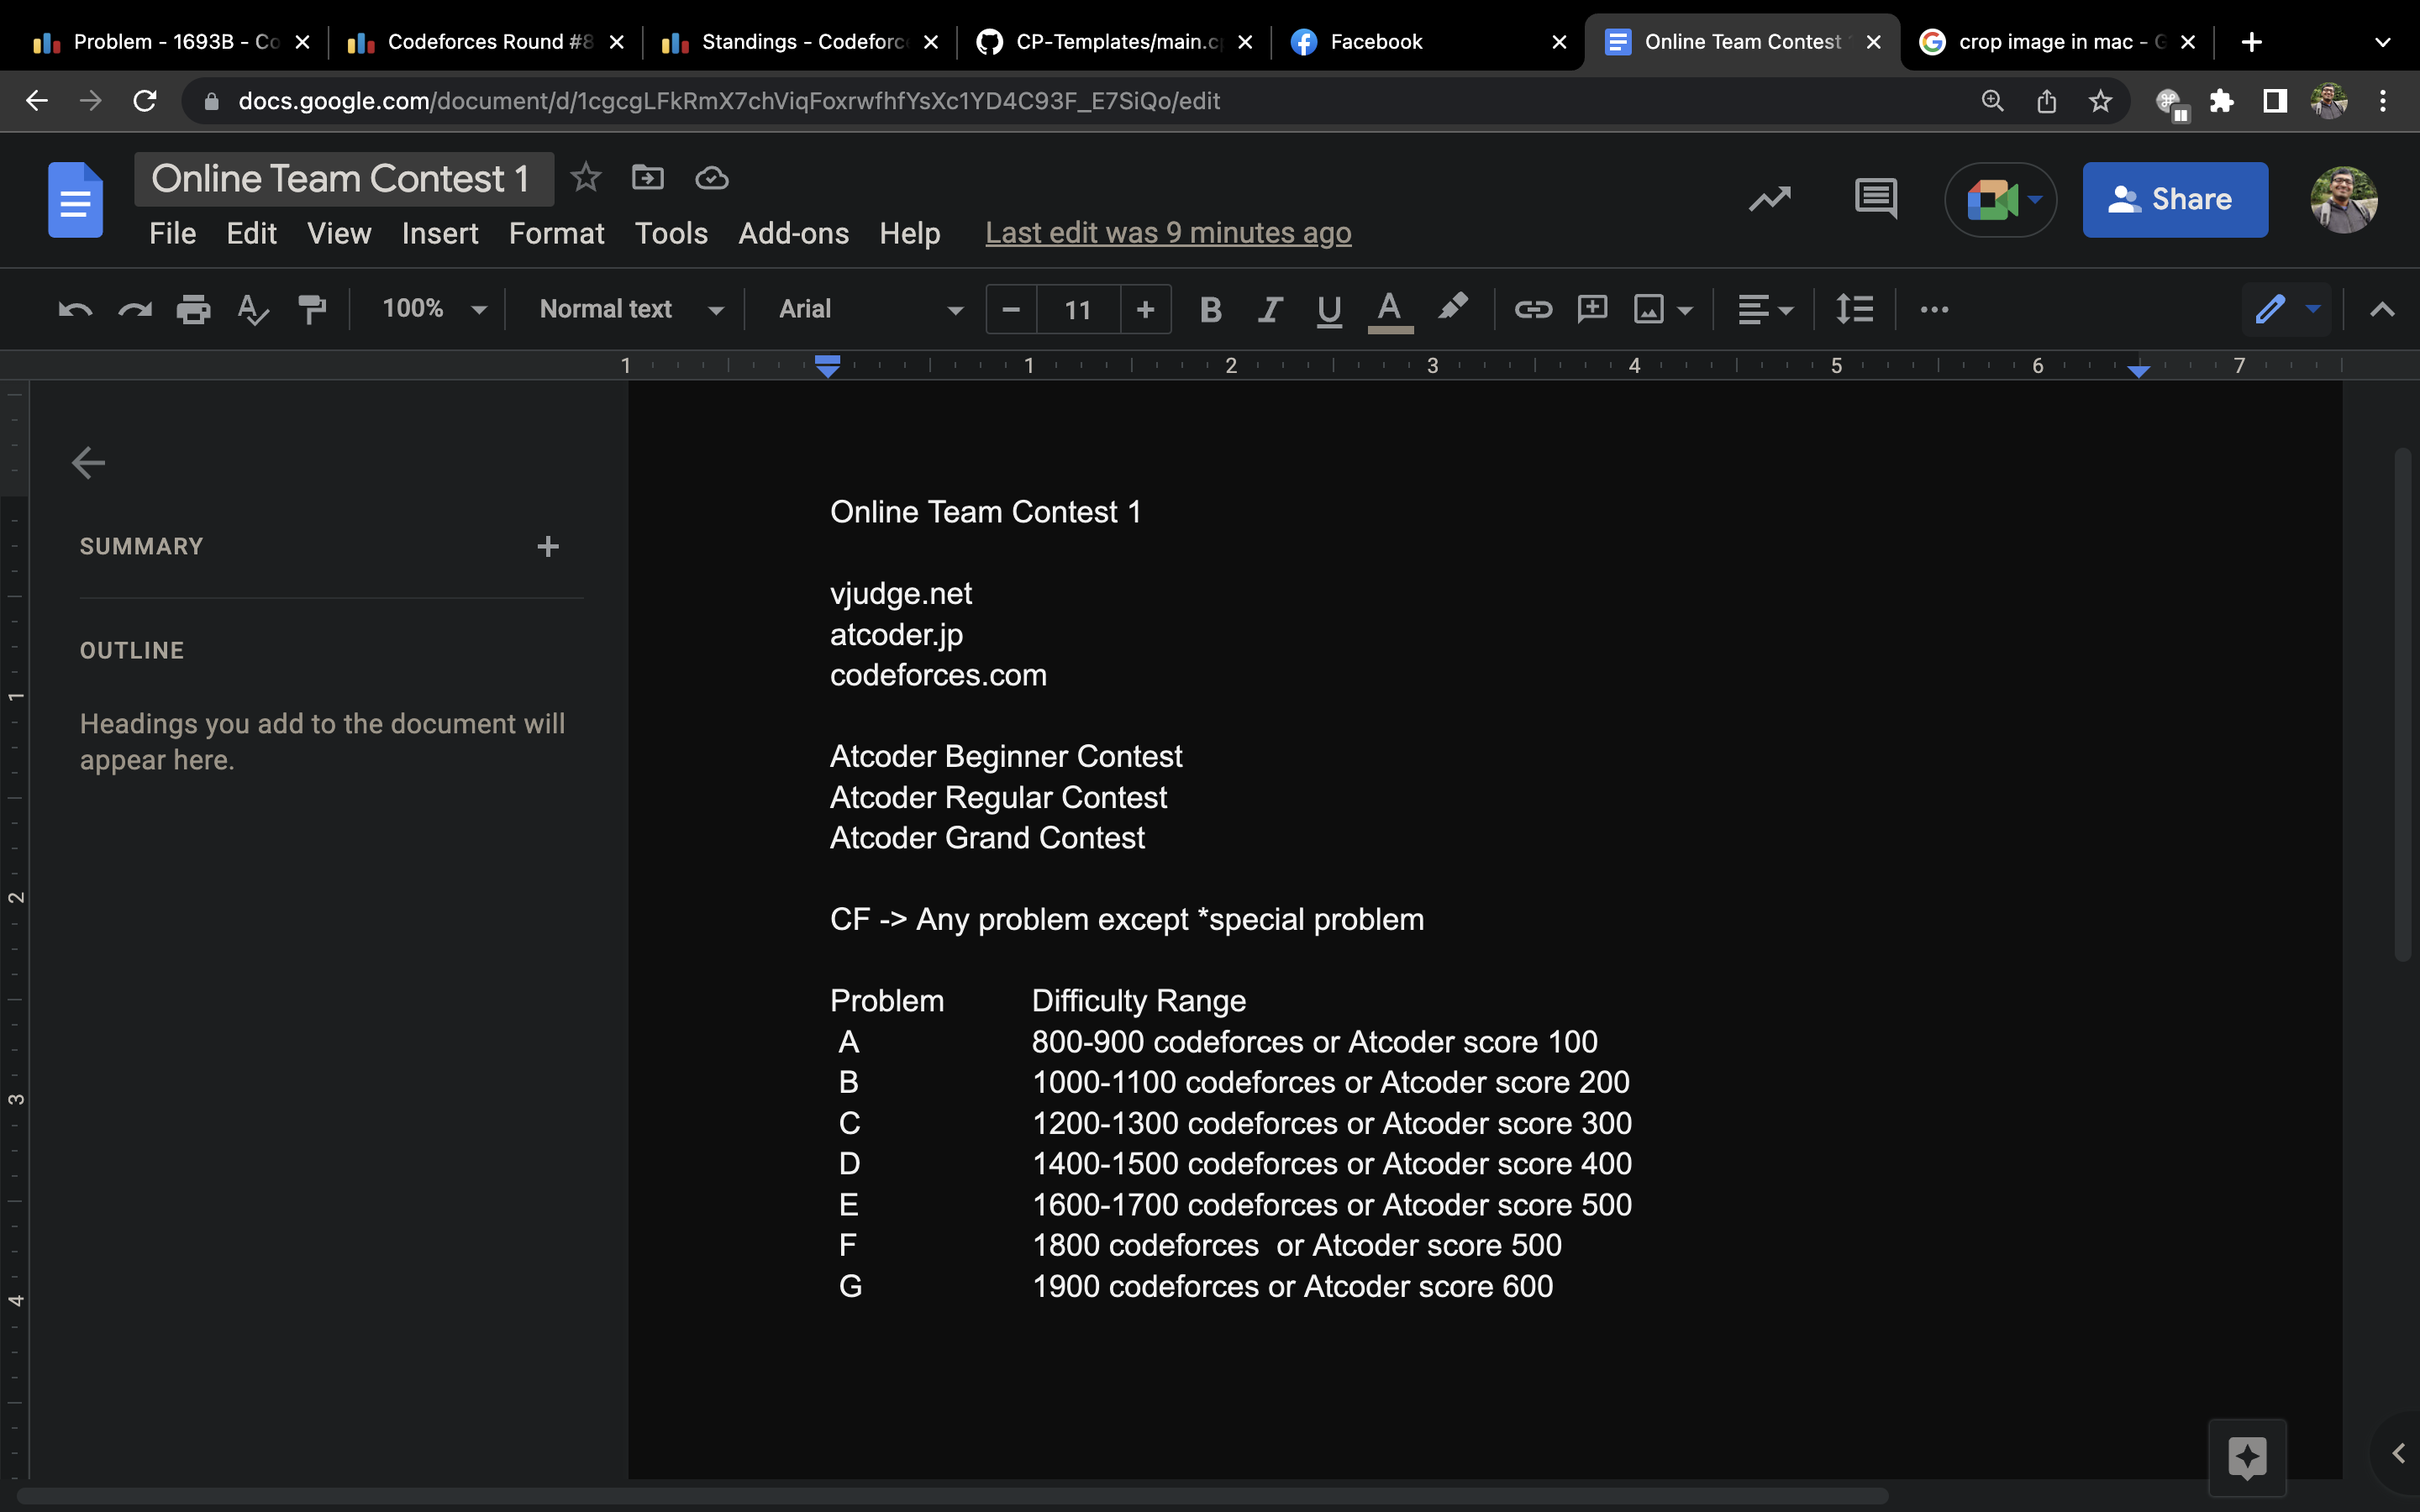 Problem - 1693B - Co
Codeforces Round #8
Standings - Codeforc
CP-Templates/main.c
Facebook
Online Team Contest
crop image in mac - G
docs.google.com/document/d/1cgcgLFkRmX7chViqFoxrwfhfYsXc1YD4C93F_E7SiQo/edit
Online Team Contest 1
File Edit View Insert Format Tools Add-ons Help Last edit was 9 minutes ago
Share
100% Normal text Arial 11
1 1 2 3 4 5 6 7
SUMMARY
OUTLINE
Headings you add to the document will
appear here.
1
2
3
4
Online Team Contest 1
vjudge.net
atcoder.jp
codeforces.com
Atcoder Beginner Contest
Atcoder Regular Contest
Atcoder Grand Contest
CF -> Any problem except *special problem
Problem Difficulty Range
A 800-900 codeforces or Atcoder score 100
B 1000-1100 codeforces or Atcoder score 200
C 1200-1300 codeforces or Atcoder score 300
D 1400-1500 codeforces or Atcoder score 400
E 1600-1700 codeforces or Atcoder score 500
F 1800 codeforces  or Atcoder score 500
G 1900 codeforces or Atcoder score 600